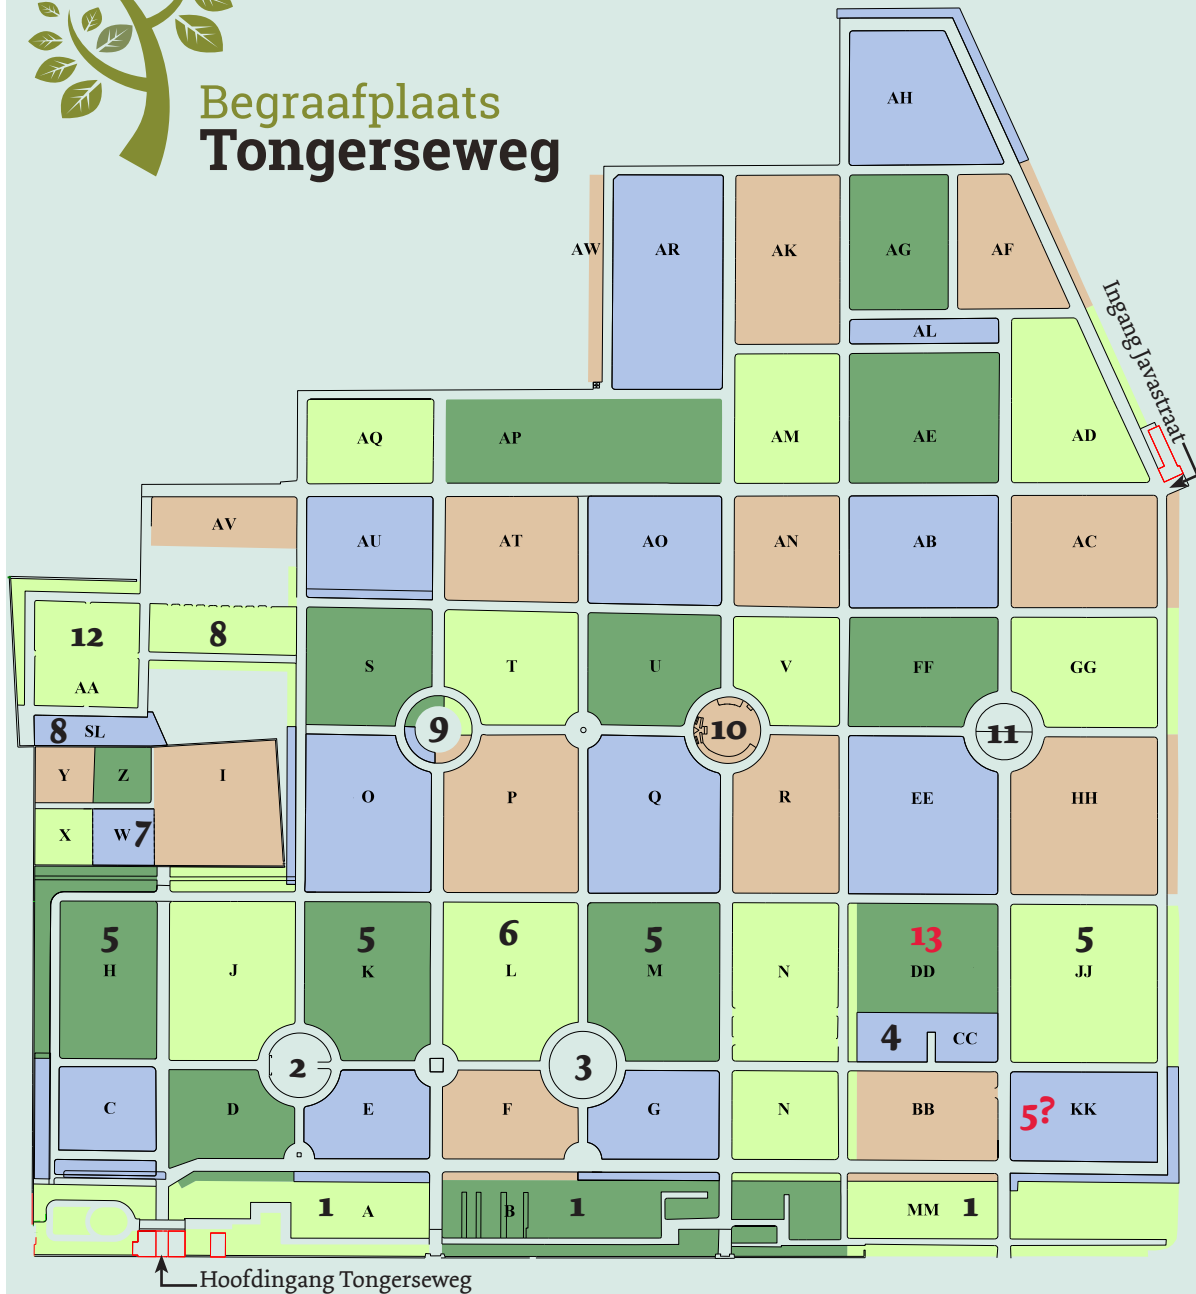 Begraafplaats
Tongerseweg
AH
AW
AR
AK
AG
AF
AL
Ingang Javastraat
AQ
AP
AM
AE
AD
AV
AU
AT
AO
AN
AB
AC
12
8
AA
S
T
U
V
FF
GG
8 SL
9
10
11
Y
Z
I
O
P
Q
R
EE
HH
X
W 7
5
5
6
5
13
5
H
J
K
L
M
N
DD
JJ
4
CC
2
3
C
D
E
F
G
N
BB
5?
KK
1
A
B
1
MM
1
Hoofdingang Tongerseweg